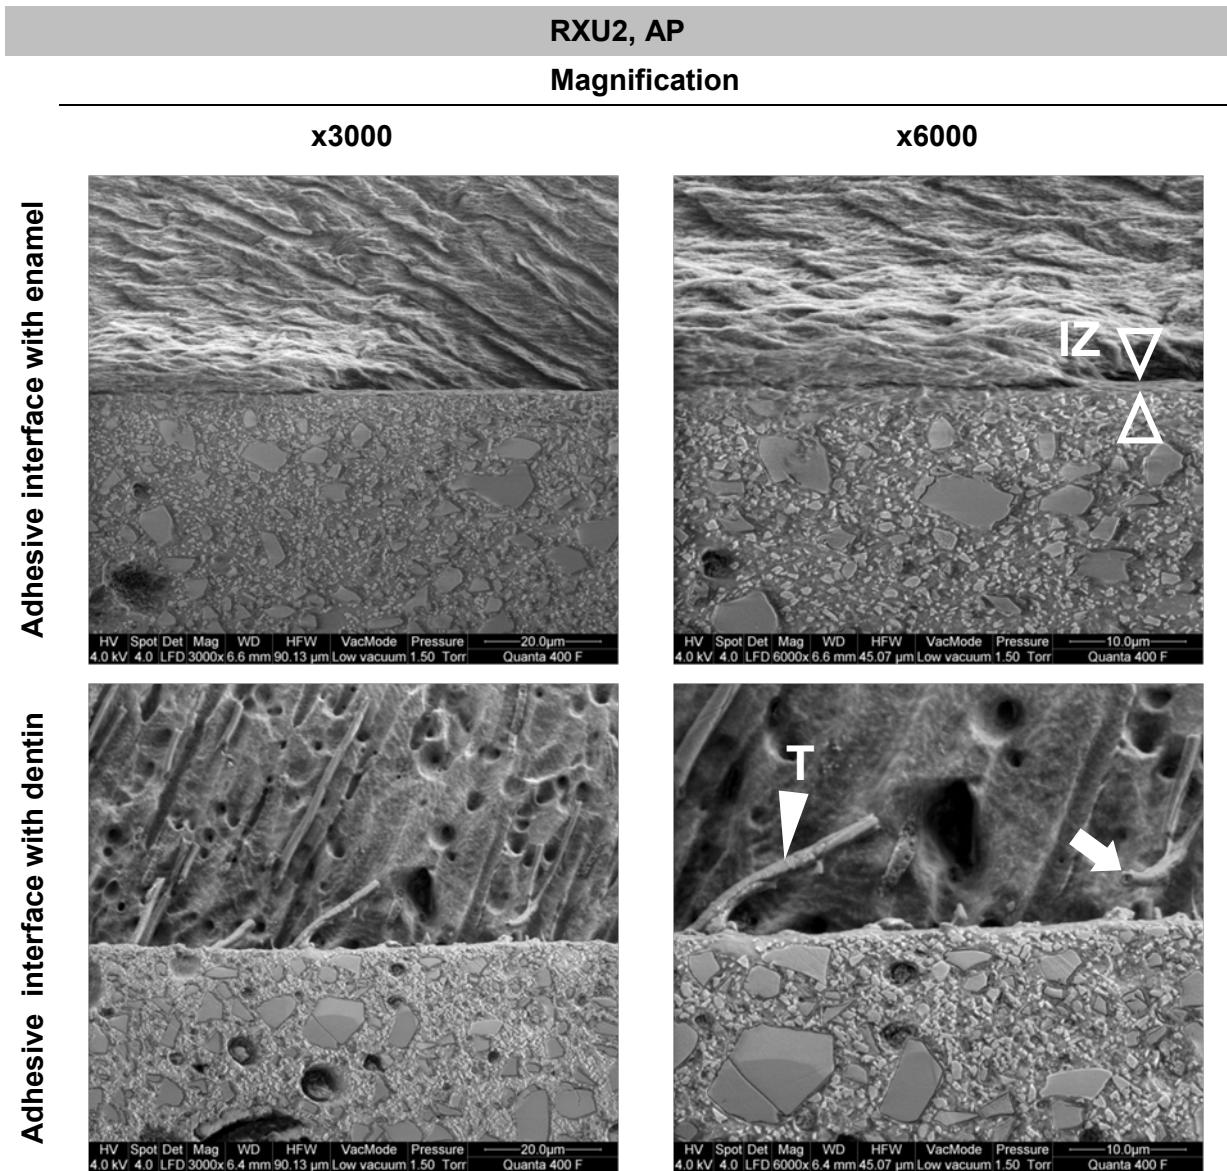 RXU2, AP
Magnification
x3000
x6000
Adhesive interface with enamel
IZ
HV Spot Det Mag WD HFW VacMode Pressure 20.0µm
4.0 kV 4.0 LFD 3000x 6.6 mm 90.13 µm Low vacuum 1.50 Torr Quanta 400 F
HV Spot Det Mag WD HFW VacMode Pressure 10.0µm
4.0 kV 4.0 LFD 6000x 6.6 mm 45.07 µm Low vacuum 1.50 Torr Quanta 400 F
Adhesive interface with dentin
T
HV Spot Det Mag WD HFW VacMode Pressure 20.0µm
4.0 kV 4.0 LFD 3000x 6.4 mm 90.13 µm Low vacuum 1.50 Torr Quanta 400 F
HV Spot Det Mag WD HFW VacMode Pressure 10.0µm
4.0 kV 4.0 LFD 6000x 6.4 mm 45.07 µm Low vacuum 1.50 Torr Quanta 400 F